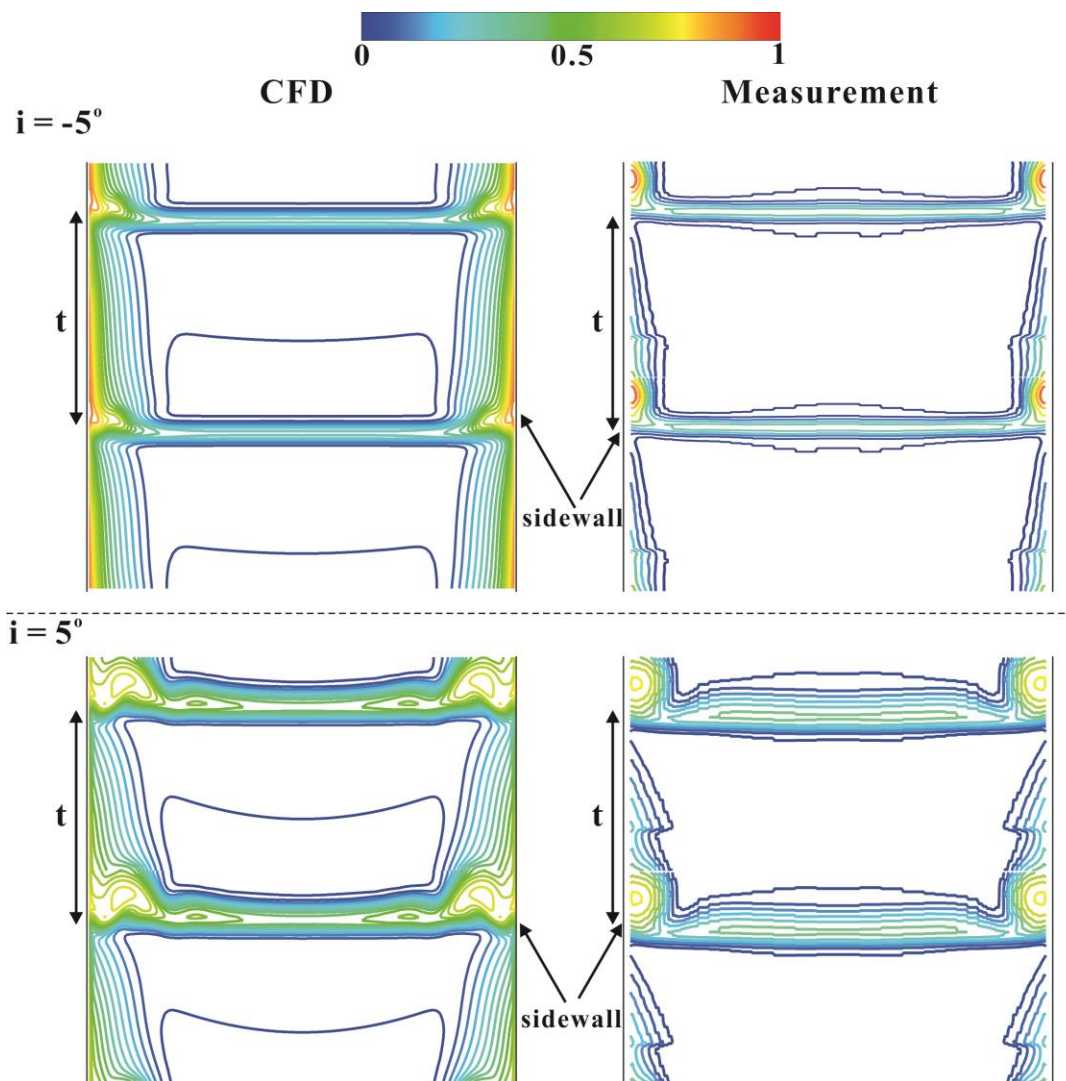 0 0.5 1
CFD Measurement
i = -5°
t t
sidewall
i = 5°
t t
sidewall